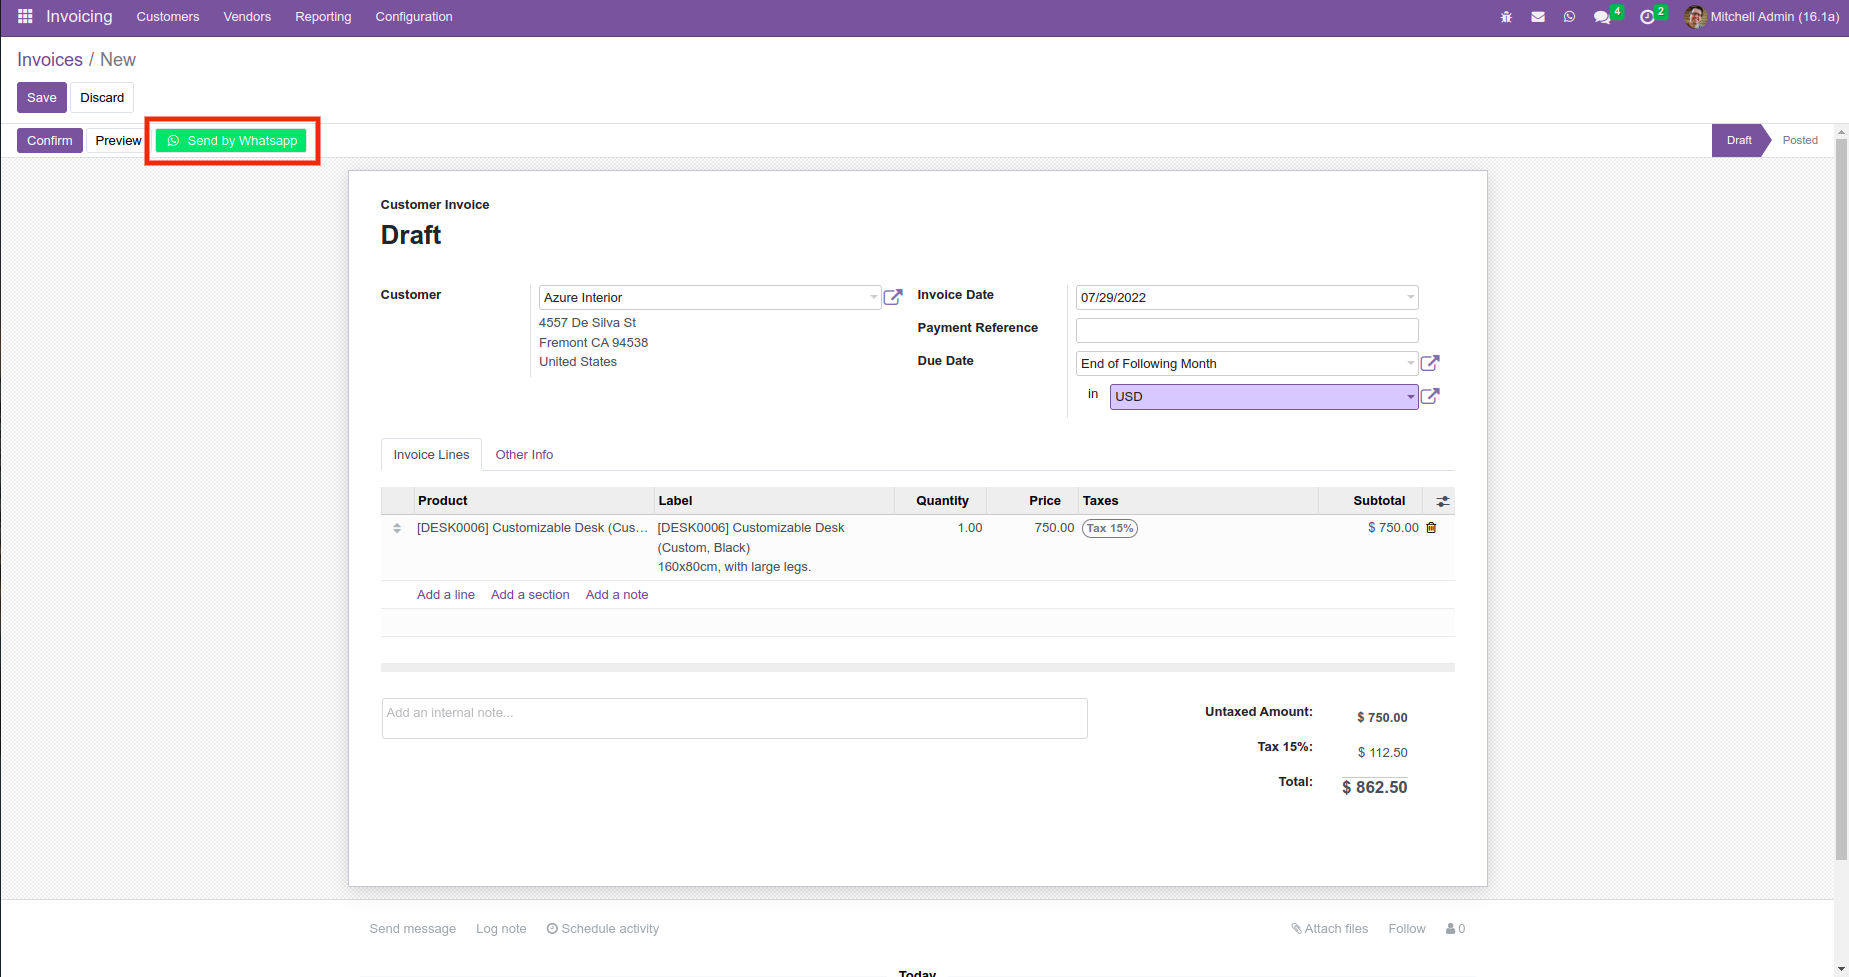 Invoicing Customers Vendors Reporting Configuration 4 2 Mitchell Admin (16.1a)
Invoices / New
Save Discard
Confirm Preview Send by Whatsapp Draft Posted
Customer Invoice
Draft
Customer Azure Interior
4557 De Silva St
Fremont CA 94538
United States
Invoice Date 07/29/2022
Payment Reference
Due Date End of Following Month
in USD
Invoice Lines Other Info
Product Label Quantity Price Taxes Subtotal
[DESK0006] Customizable Desk (Cus... [DESK0006] Customizable Desk 1.00 750.00 Tax 15% $ 750.00
(Custom, Black)
160x80cm, with large legs.
Add a line Add a section Add a note
Add an internal note...
Untaxed Amount: $ 750.00
Tax 15%: $ 112.50
Total: $ 862.50
Send message Log note Schedule activity Attach files Follow 0
Today